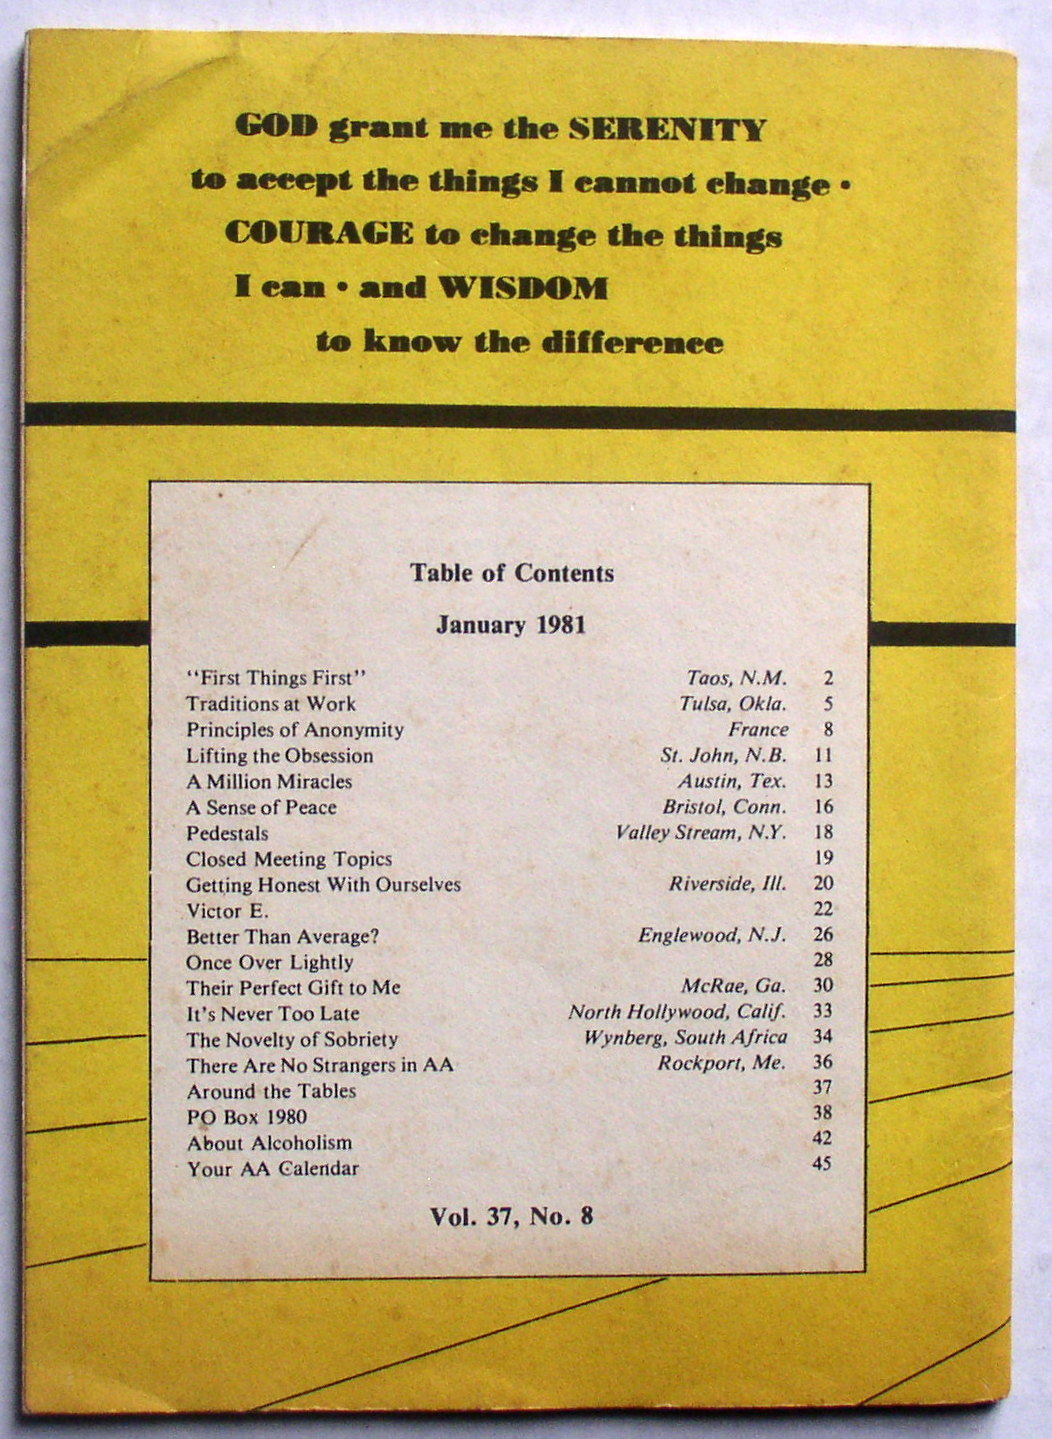 GOD grant me the SERENITY
to accept the things I cannot change •
COURAGE to change the things
I can • and WISDOM
to know the difference
Table of Contents
January 1981
"First Things First" Taos, N.M. 2
Traditions at Work Tulsa, Okla. 5
Principles of Anonymity France 8
Lifting the Obsession St. John, N.B. 11
A Million Miracles Austin, Tex. 13
A Sense of Peace Bristol, Conn. 16
Pedestals Valley Stream, N.Y. 18
Closed Meeting Topics 19
Getting Honest With Ourselves Riverside, Ill. 20
Victor E. 22
Better Than Average? Englewood, N.J. 26
Once Over Lightly 28
Their Perfect Gift to Me McRae, Ga. 30
It's Never Too Late North Hollywood, Calif. 33
The Novelty of Sobriety Wynberg, South Africa 34
There Are No Strangers in AA Rockport, Me. 36
Around the Tables 37
PO Box 1980 38
About Alcoholism 42
Your AA Calendar 45
Vol. 37, No. 8